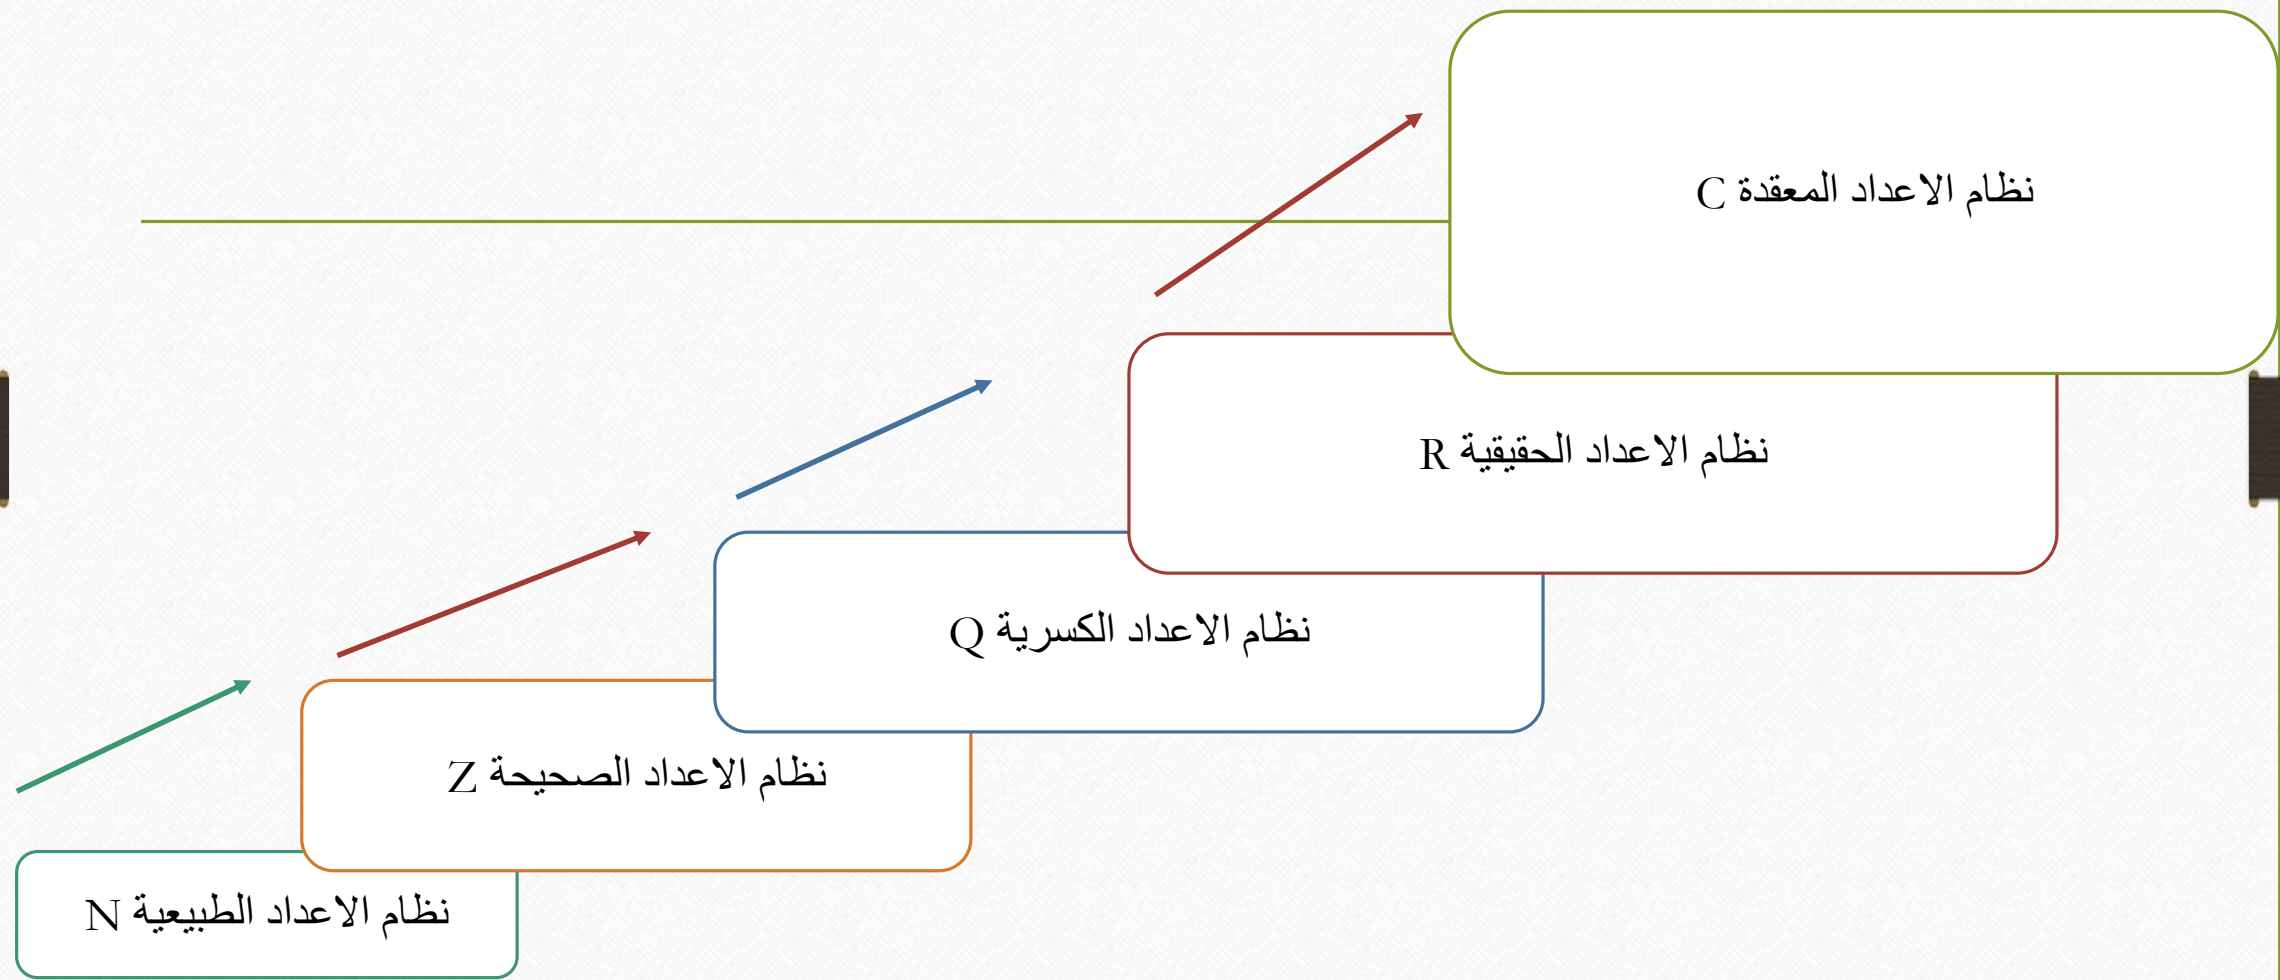 نظام الاعداد المعقدة C
نظام الاعداد الحقيقية R
نظام الاعداد الكسرية Q
نظام الاعداد الصحيحة Z
نظام الاعداد الطبيعية N